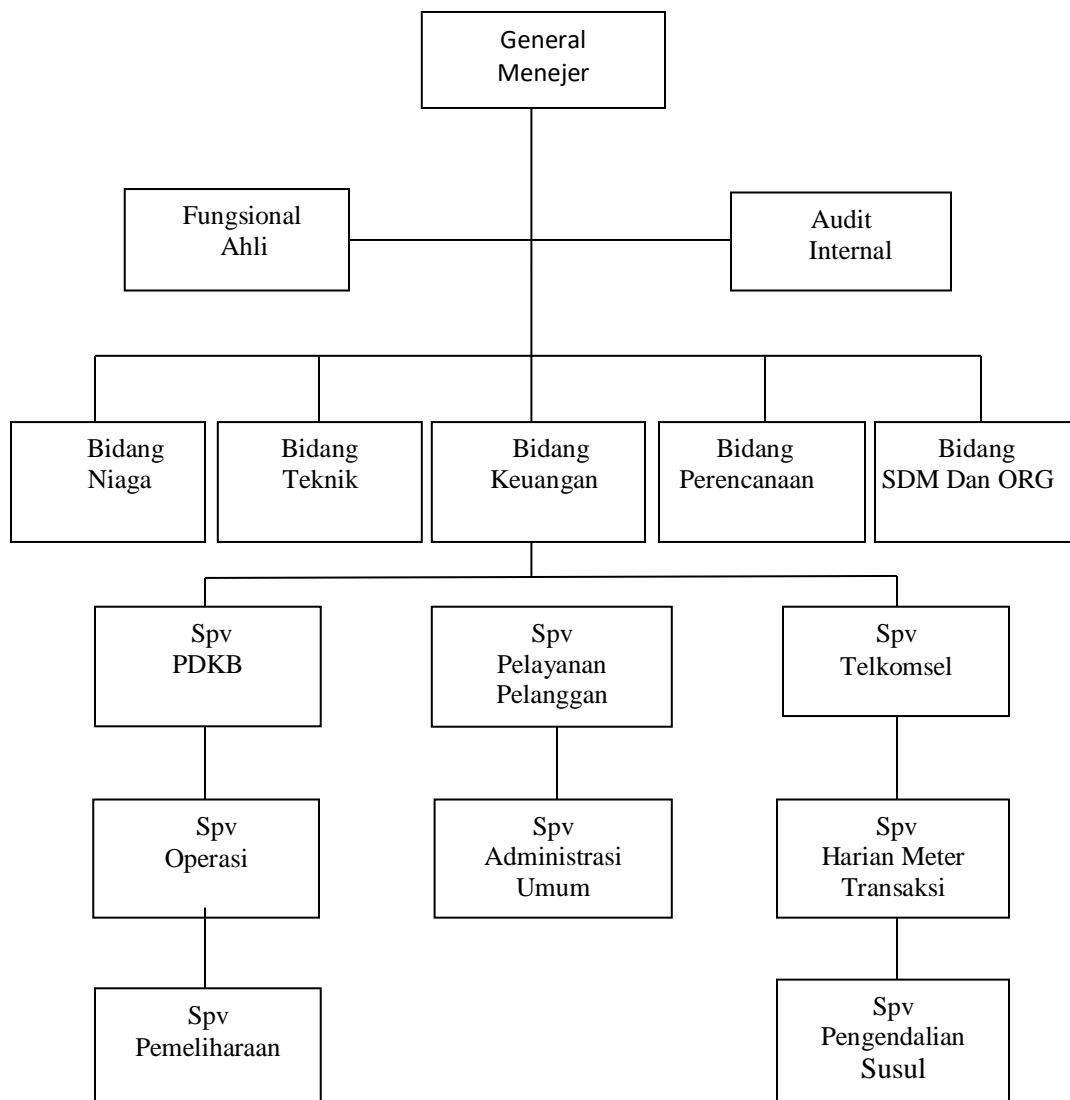 General
Menejer
Fungsional
Ahli
Audit
Internal
Bidang
Niaga
Bidang
Teknik
Bidang
Keuangan
Bidang
Perencanaan
Bidang
SDM Dan ORG
Spv
PDKB
Spv
Pelayanan
Pelanggan
Spv
Telkomsel
Spv
Operasi
Spv
Administrasi
Umum
Spv
Harian Meter
Transaksi
Spv
Pemeliharaan
Spv
Pengendalian
Susul